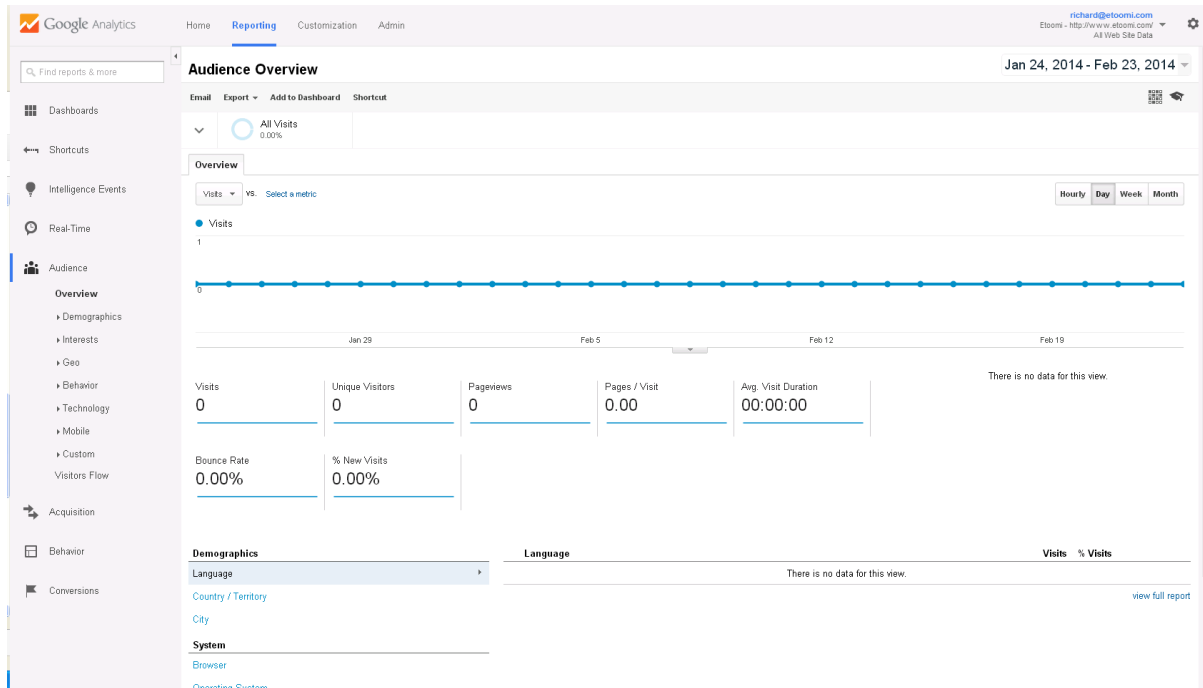 Google Analytics
Home Reporting Customization Admin
richard@etoomi.com
Etoomi - http://www.etoomi.com/
All Web Site Data
Find reports & more
Audience Overview
Jan 24, 2014 - Feb 23, 2014
Email Export Add to Dashboard Shortcut
Dashboards
All Visits
0.00%
Shortcuts
Overview
Intelligence Events
Visits VS. Select a metric
Hourly Day Week Month
Real-Time
Visits
1
Audience
Overview
0
Demographics
Interests
Jan 29 Feb 5 Feb 12 Feb 19
Geo
There is no data for this view.
Behavior
Visits Unique Visitors Pageviews Pages / Visit Avg. Visit Duration
0 0 0 0.00 00:00:00
Technology
Mobile
Custom
Bounce Rate % New Visits
0.00% 0.00%
Visitors Flow
Acquisition
Behavior
Demographics Language Visits % Visits
Language There is no data for this view.
Conversions
Country / Territory view full report
City
System
Browser
Operating System